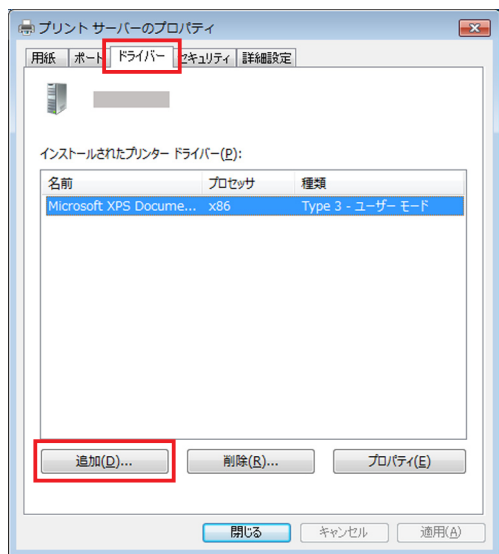 プリント サーバーのプロパティ
用紙 ポート ドライバー セキュリティ 詳細設定
インストールされたプリンター ドライバー(P):
名前 プロセッサ 種類
Microsoft XPS Docume... x86 Type 3 - ユーザー モード
追加(D)... 削除(R)... プロパティ(E)
閉じる キャンセル 適用(A)